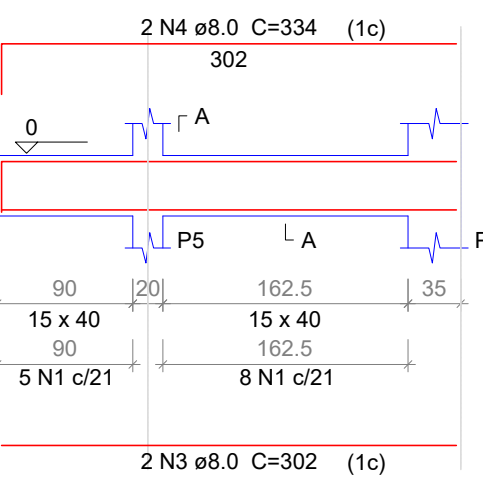 2 N4 ø8.0 C=334 (1c)
302
A
0
P5
A
90 20 162.5 35
15 x 40 15 x 40
90 162.5
5 N1 c/21 8 N1 c/21
2 N3 ø8.0 C=302 (1c)